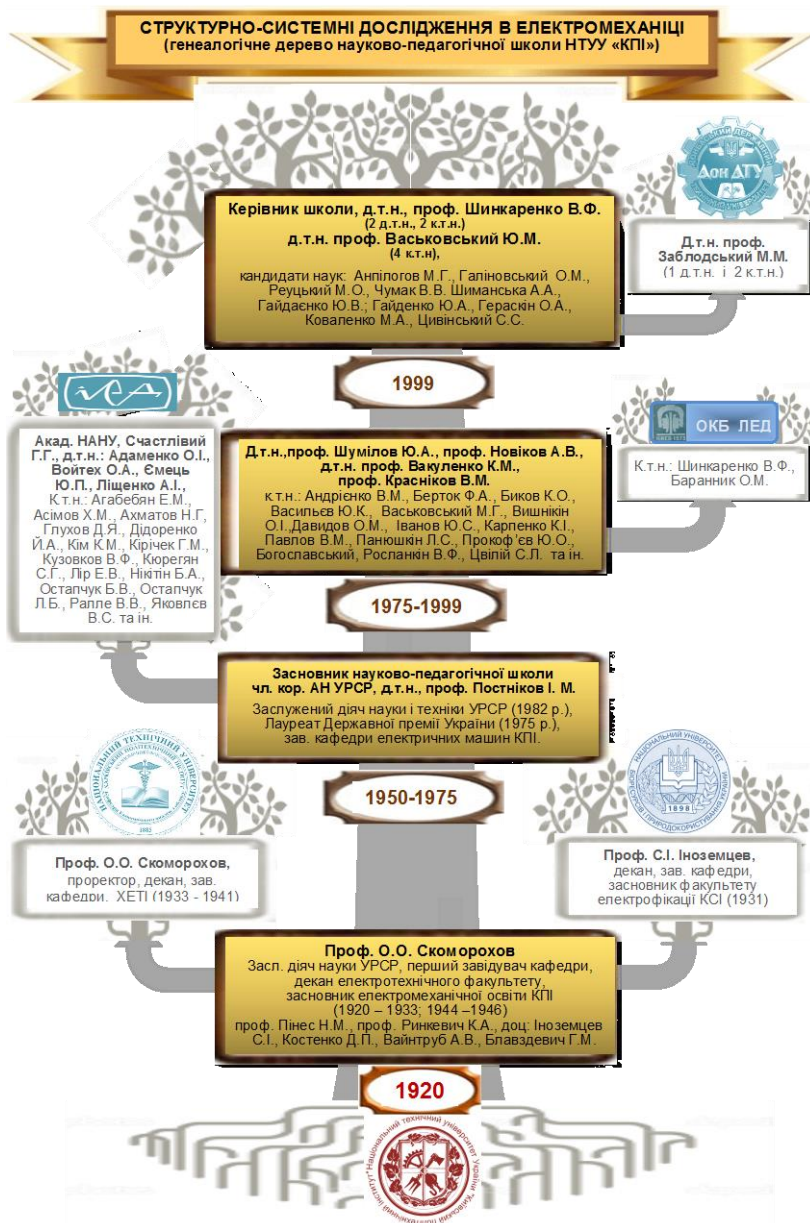 СТРУКТУРНО-СИСТЕМНІ ДОСЛІДЖЕННЯ В ЕЛЕКТРОМЕХАНІЦІ
(генеалогічне дерево науково-педагогічної школи НТУУ «КПІ»)
Керівник школи, д.т.н., проф. Шинкаренко В.Ф.
(2 д.т.н., 2 к.т.н.)
д.т.н. проф. Васьковський Ю.М.
(4 к.т.н),
кандидати наук: Анпілогов М.Г., Галіновський О.М.,
Реуцький М.О., Чумак В.В. Шиманська А.А.,
Гайдаєнко Ю.В.; Гайденко Ю.А., Гераскін О.А.,
Коваленко М.А., Цивінський С.С.
Дон ДТУ
Д.т.н. проф.
Заблодський М.М.
(1 д.т.н. і 2 к.т.н.)
1999
ІЕД
Акад. НАНУ, Счастлівий
Г.Г., д.т.н.: Адаменко О.І.,
Войтех О.А., Ємець
Ю.П., Ліщенко А.І.,
К.т.н.: Агабебян Е.М.,
Асімов Х.М., Ахматов Н.Г,
Глухов Д.Я., Дідоренко
Й.А., Кім К.М., Кірічек Г.М.,
Кузовков В.Ф., Кюрегян
С.Г., Лір Е.В., Нікітін Б.А.,
Остапчук Б.В., Остапчук
Л.Б., Рапле В.В., Яковлєв
В.С. та ін.
Д.т.н.,проф. Шумілов Ю.А., проф. Новіков А.В.,
д.т.н. проф. Вакуленко К.М.,
проф. Красніков В.М.
к.т.н.: Андрієнко В.М., Берток Ф.А., Биков К.О.,
Васильєв Ю.К., Васьковський М.Г., Вишнікін
О.І.,Давидов О.М., Іванов Ю.С., Карпенко К.І.,
Павлов В.М., Панюшкін Л.С., Прокоф'єв Ю.О.,
Богославський, Росланкін В.Ф., Цвілій С.Л. та ін.
ОКБ ЛЕД
К.т.н.: Шинкаренко В.Ф.,
Баранник О.М.
1975-1999
Засновник науково-педагогічної школи
чл. кор. АН УРСР, д.т.н., проф. Постніков І. М.
Заслужений діяч науки і техніки УРСР (1982 р.),
Лауреат Державної премії України (1975 р.),
зав. кафедри електричних машин КПІ.
1950-1975
Проф. О.О. Скоморохов,
проректор, декан, зав.
кафедри. ХЕТІ (1933 - 1941)
1898
Проф. С.І. Іноземцев,
декан, зав. кафедри,
засновник факультету
електрофікації КСІ (1931)
Проф. О.О. Скоморохов
Засл. діяч науки УРСР, перший завідувач кафедри,
декан електротехнічного факультету,
засновник електромеханічної освіти КПІ
(1920 – 1933; 1944 –1946)
проф. Пінес Н.М., проф. Ринкевич К.А., доц: Іноземцев
С.І., Костенко Д.П., Вайнтруб А.В., Блавздевич Г.М.
1920